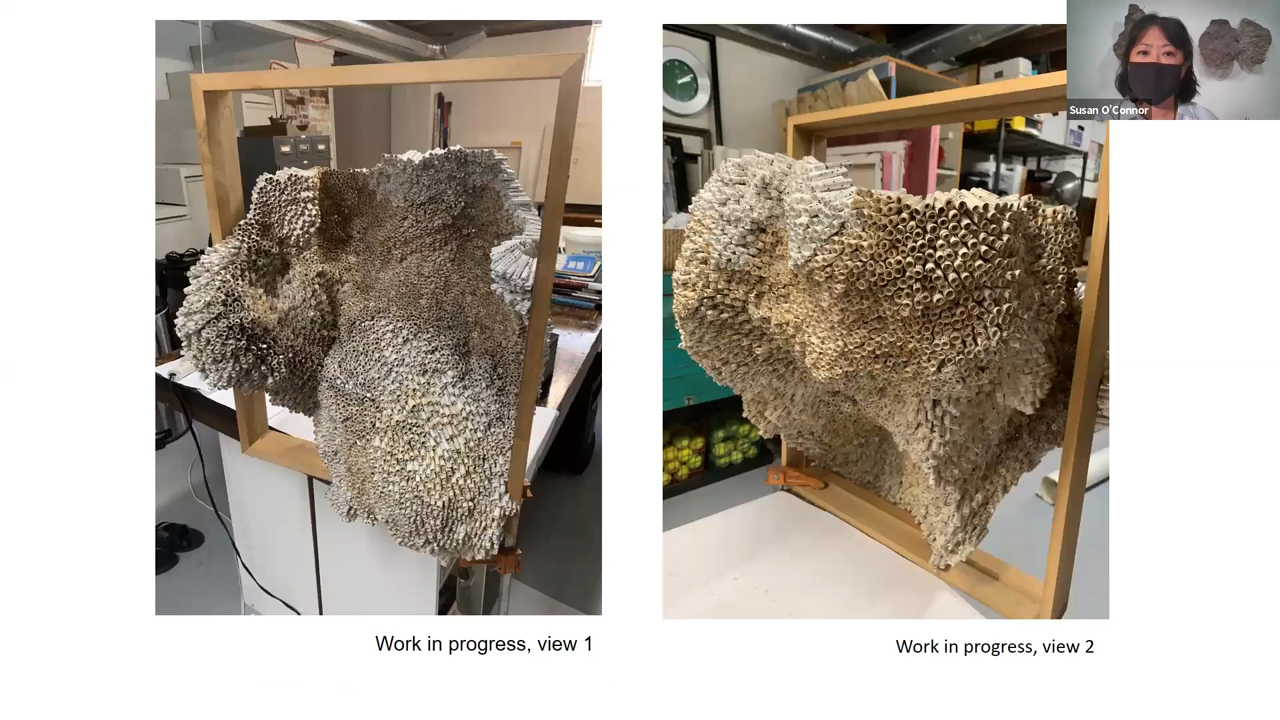 Susan O'Connor
Work in progress, view 1
Work in progress, view 2